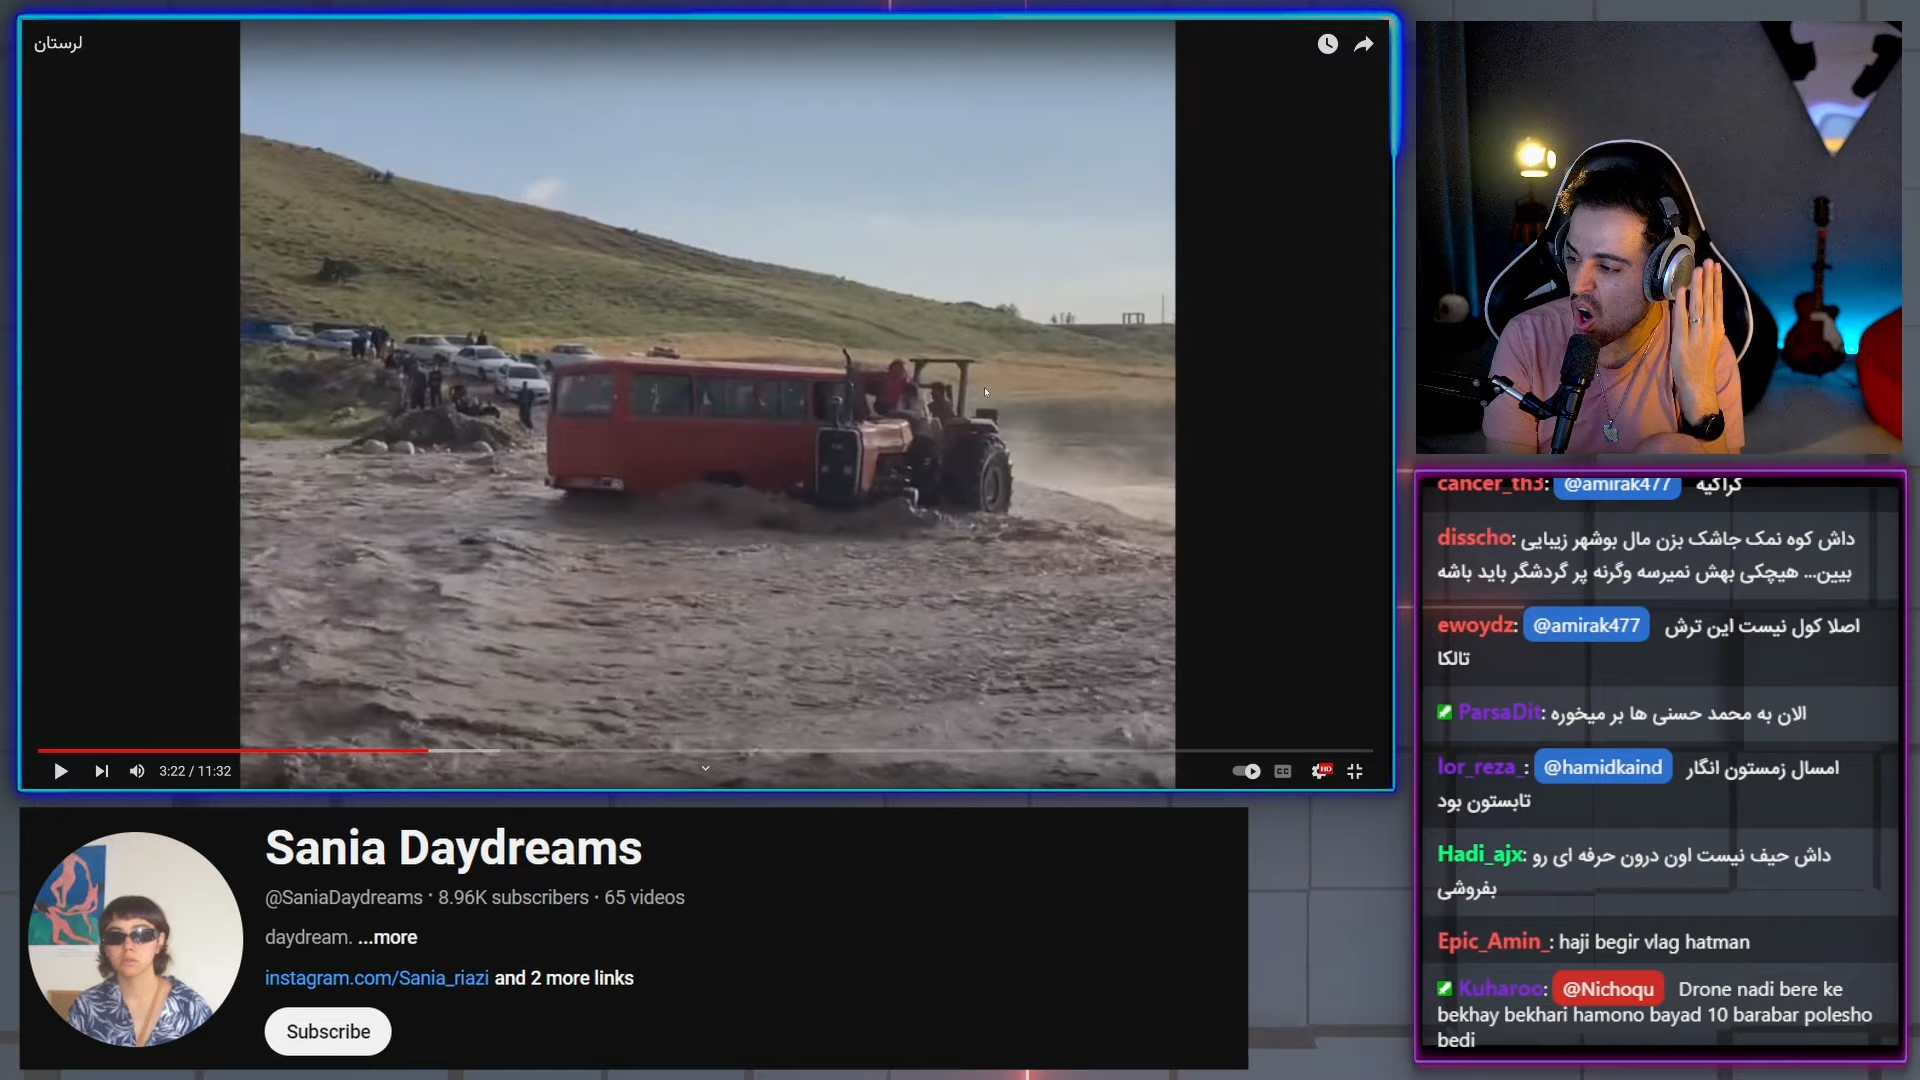 لرستان
3:22 / 11:32
CC
HD
Sania Daydreams
@SaniaDaydreams · 8.96K subscribers · 65 videos
daydream. ...more
instagram.com/Sania_riazi and 2 more links
Subscribe
cancer_th3: @amirak477 کراکیه
disscho: داش کوه نمک جاشک بزن مال بوشهر زیبایی
ببین... هیچکی بهش نمیرسه وگرنه پر گردشگر باید باشه
ewoydz: @amirak477 اصلا کول نیست این ترش
تالکا
ParsaDit: الان به محمد حسنی ها بر میخوره
lor_reza_: @hamidkaind امسال زمستون انگار
تابستون بود
Hadi_ajx: داش حیف نیست اون درون حرفه ای رو
بفروشی
Epic_Amin_: haji begir vlag hatman
Kuharoo: @Nichoqu Drone nadi bere ke
bekhay bekhari hamono bayad 10 barabar polesho
bedi